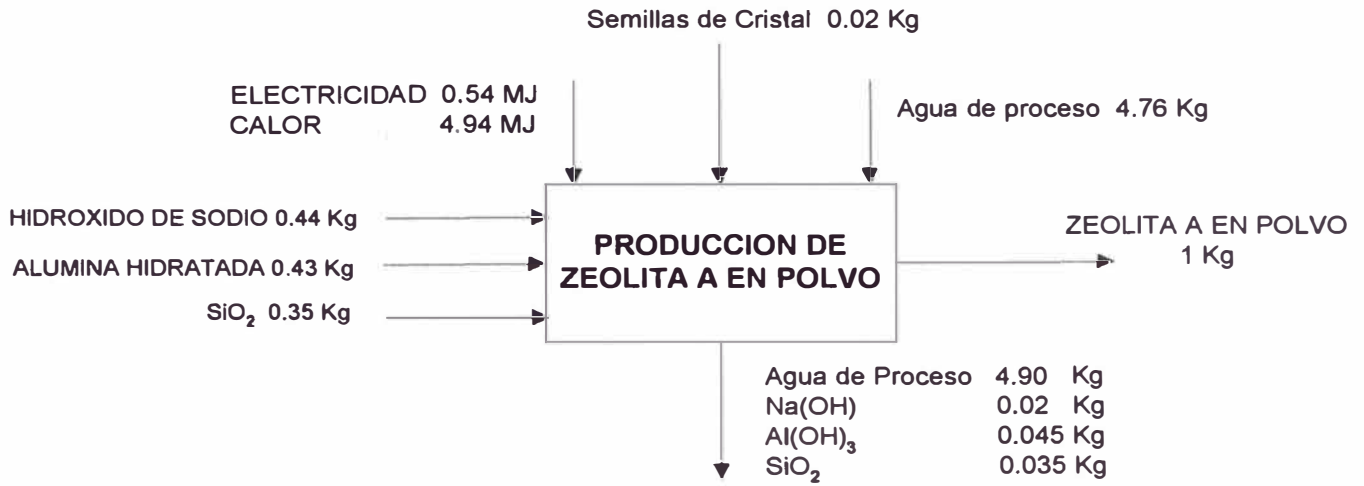 Semillas de Cristal 0.02 Kg
ELECTRICIDAD 0.54 MJ
CALOR 4.94 MJ
Agua de proceso 4.76 Kg
HIDROXIDO DE SODIO 0.44 Kg
ALUMINA HIDRATADA 0.43 Kg
SiO₂ 0.35 Kg
PRODUCCION DE
ZEOLITA A EN POLVO
ZEOLITA A EN POLVO
1 Kg
Agua de Proceso 4.90 Kg
Na(OH) 0.02 Kg
Al(OH)₃ 0.045 Kg
SiO₂ 0.035 Kg